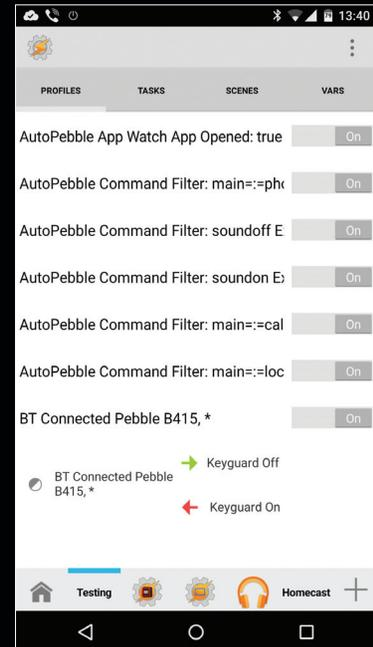 13:40
PROFILES TASKS SCENES VARS
AutoPebble App Watch App Opened: true On
AutoPebble Command Filter: main=:=pho On
AutoPebble Command Filter: soundoff E On
AutoPebble Command Filter: soundon Ex On
AutoPebble Command Filter: main=:=cal On
AutoPebble Command Filter: main=:=loc On
BT Connected Pebble B415, * On
BT Connected Pebble
B415, *
Keyguard Off
Keyguard On
Testing Homecast